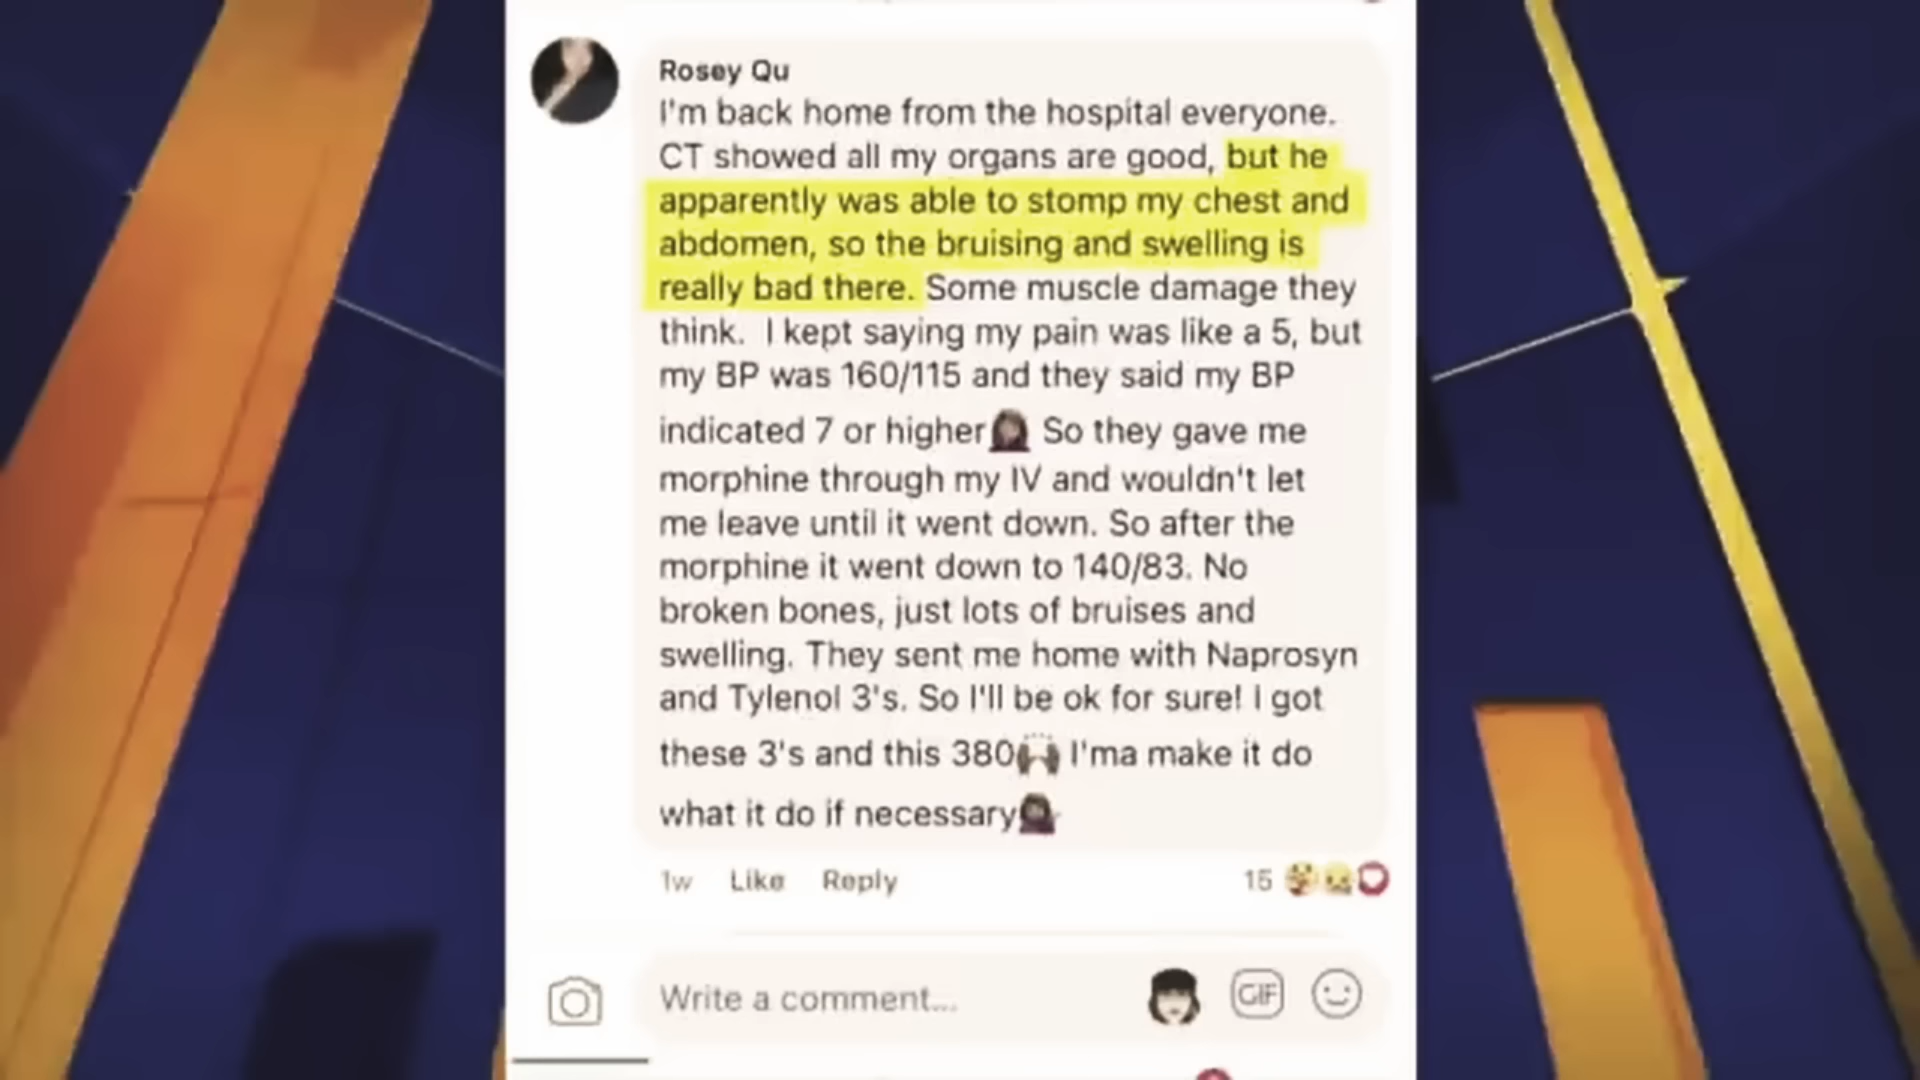 Rosey Qu
I'm back home from the hospital everyone.
CT showed all my organs are good, but he
apparently was able to stomp my chest and
abdomen, so the bruising and swelling is
really bad there. Some muscle damage they
think.  I kept saying my pain was like a 5, but
my BP was 160/115 and they said my BP
indicated 7 or higher🤦🏾‍♀️ So they gave me
morphine through my IV and wouldn't let
me leave until it went down. So after the
morphine it went down to 140/83. No
broken bones, just lots of bruises and
swelling. They sent me home with Naprosyn
and Tylenol 3's. So I'll be ok for sure! I got
these 3's and this 380🙌🏾 I'ma make it do
what it do if necessary💁🏾‍♀️
1w Like Reply 15
Write a comment... GIF